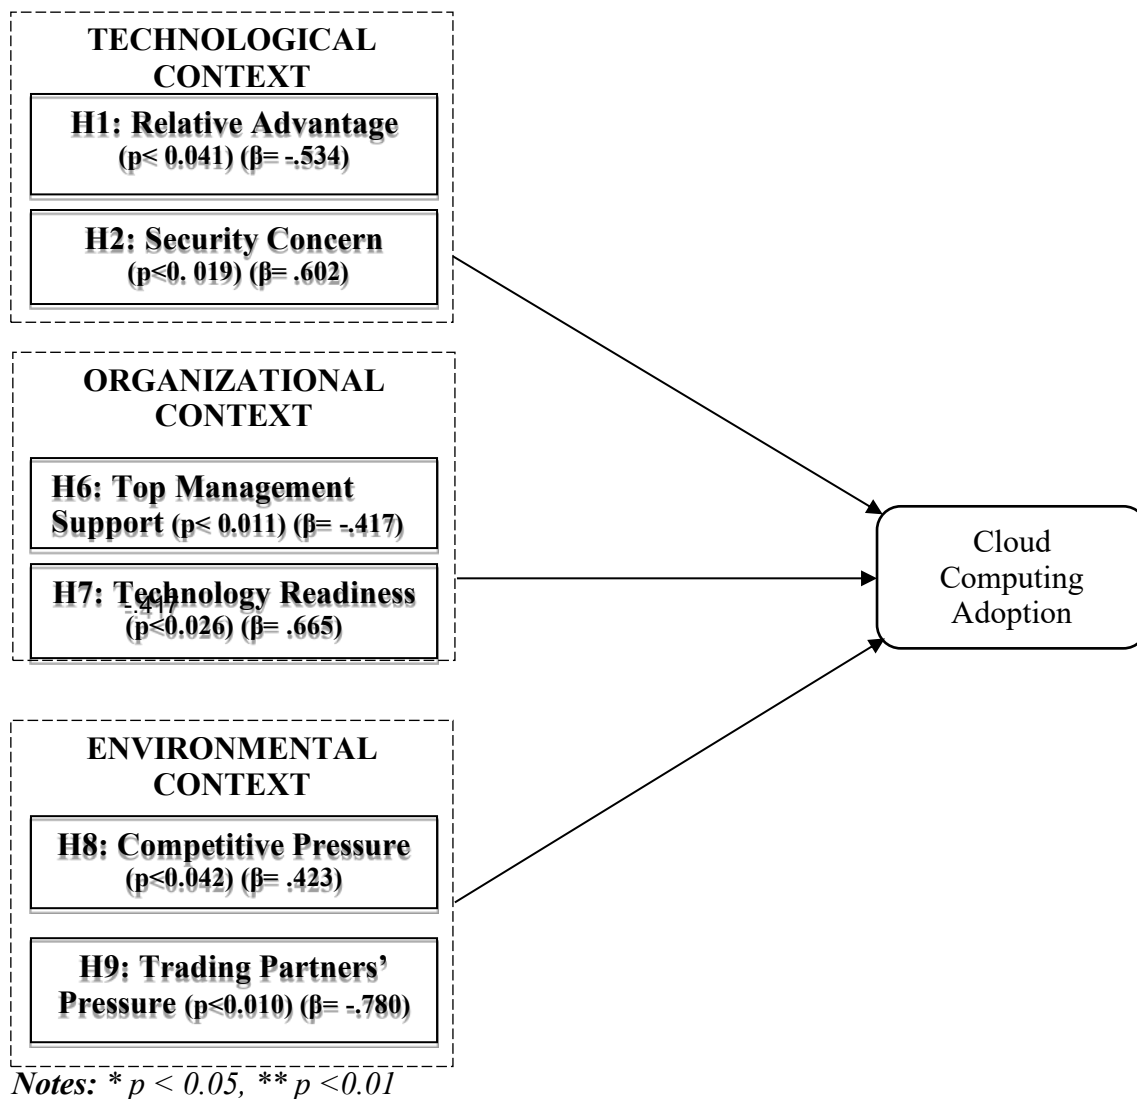 TECHNOLOGICAL
CONTEXT
H1: Relative Advantage
(p< 0.041) (β= -.534)
H2: Security Concern
(p<0. 019) (β= .602)
ORGANIZATIONAL
CONTEXT
H6: Top Management
Support (p< 0.011) (β= -.417)
H7: Technology Readiness
-.417
(p<0.026) (β= .665)
Cloud
Computing
Adoption
ENVIRONMENTAL
CONTEXT
H8: Competitive Pressure
(p<0.042) (β= .423)
H9: Trading Partners’
Pressure (p<0.010) (β= -.780)
Notes: * p < 0.05, ** p <0.01